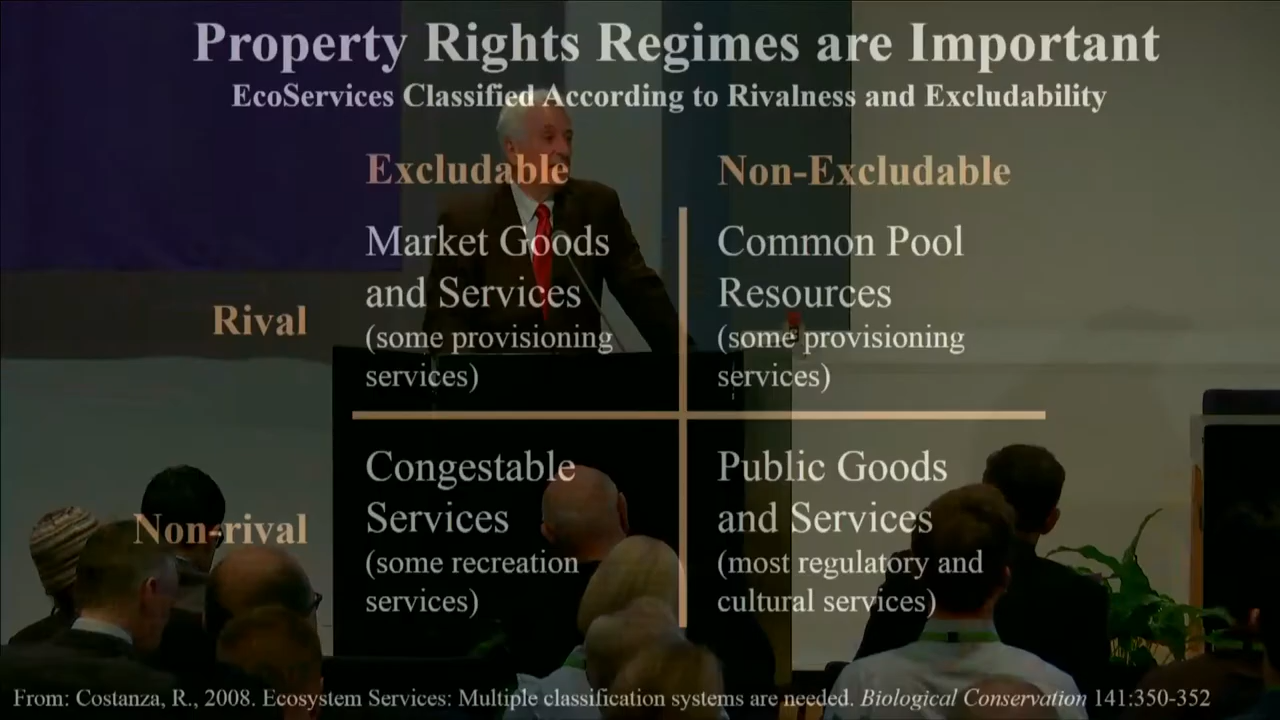 Property Rights Regimes are Important
EcoServices Classified According to Rivalness and Excludability
Excludable
Non-Excludable
Rival
Market Goods
and Services
(some provisioning
services)
Common Pool
Resources
(some provisioning
services)
Non-rival
Congestable
Services
(some recreation
services)
Public Goods
and Services
(most regulatory and
cultural services)
From: Costanza, R., 2008. Ecosystem Services: Multiple classification systems are needed. Biological Conservation 141:350-352